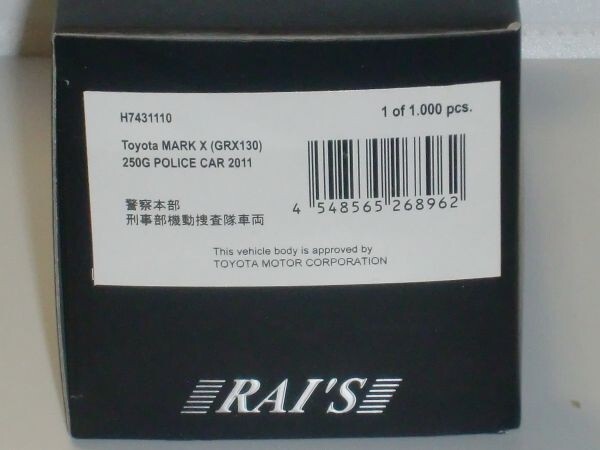 H7431110
1 of 1.000 pcs.
Toyota MARK X (GRX130)
250G POLICE CAR 2011
4 548565 268962
警察本部
刑事部機動捜査隊車両
This vehicle body is approved by
TOYOTA MOTOR CORPORATION
RAI'S